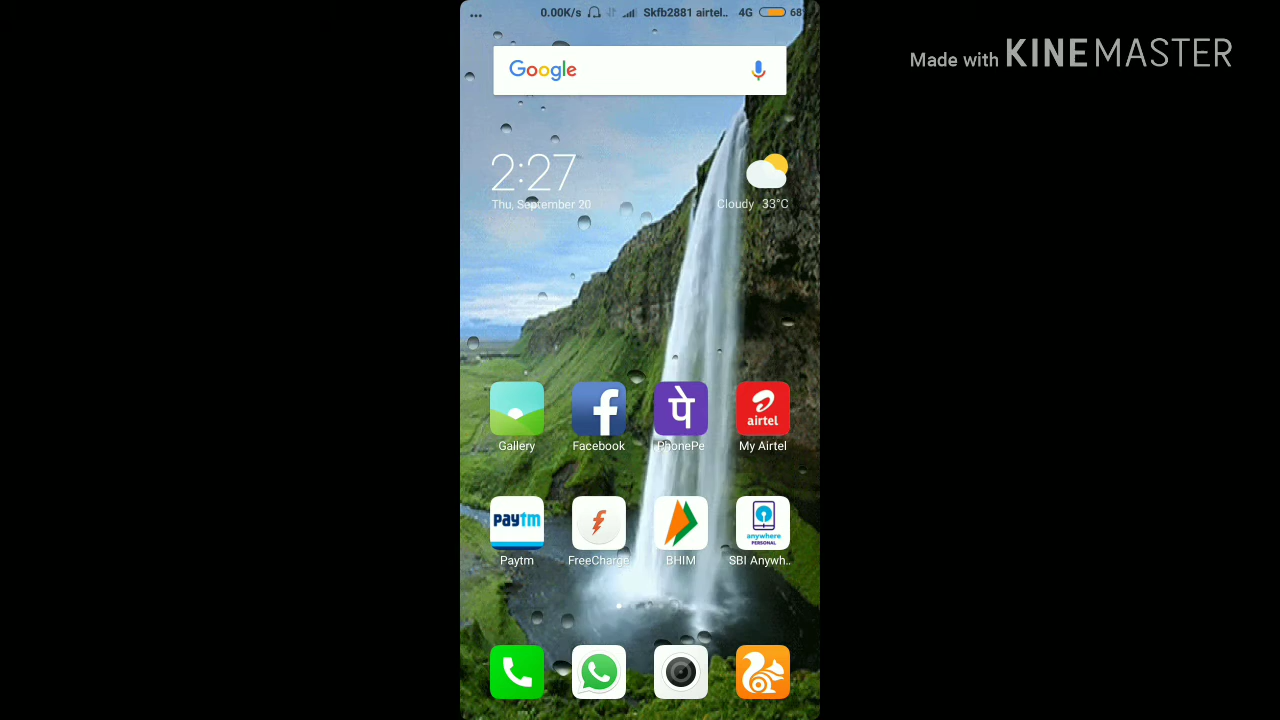 0.00K/s Skfb2881 airtel.. 4G 68
Made with KINEMASTER
Google
2:27
Thu, September 20
Cloudy 33°C
पे
airtel
Gallery Facebook PhonePe My Airtel
paytm
anywhere
PERSONAL
Paytm FreeCharge BHIM SBI Anywh..